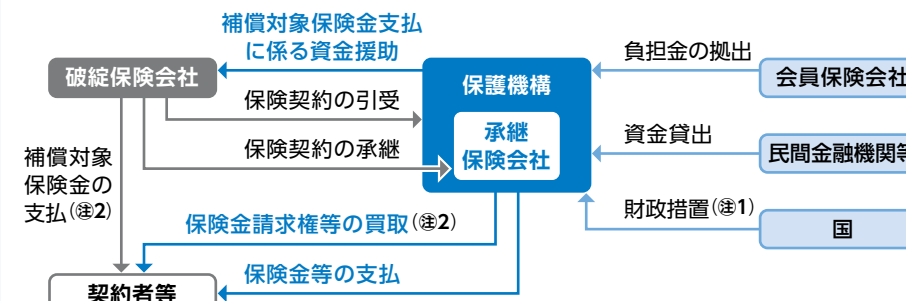 補償対象保険金支払
に係る資金援助
破綻保険会社
保険契約の引受
保険契約の承継
補償対象
保険金の
支払(注2)
保護機構
承継
保険会社
負担金の拠出
会員保険会社
資金貸出
民間金融機関等
財政措置(注1)
国
保険金請求権等の買取(注2)
保険金等の支払
契約者等